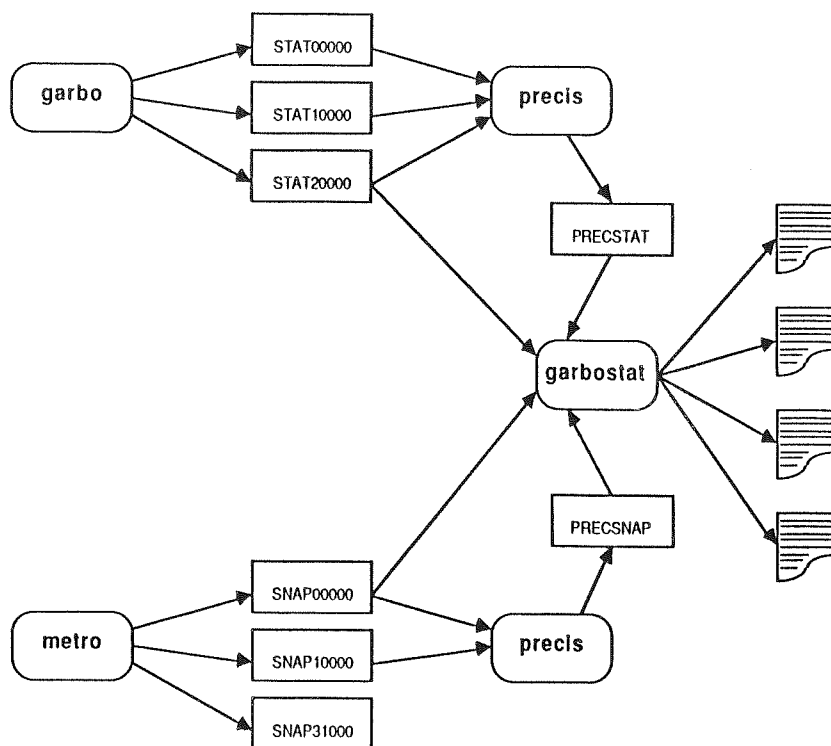 STAT00000
garbo
STAT10000
precis
STAT20000
PRECSTAT
garbostat
PRECSNAP
SNAP00000
metro
SNAP10000
precis
SNAP31000